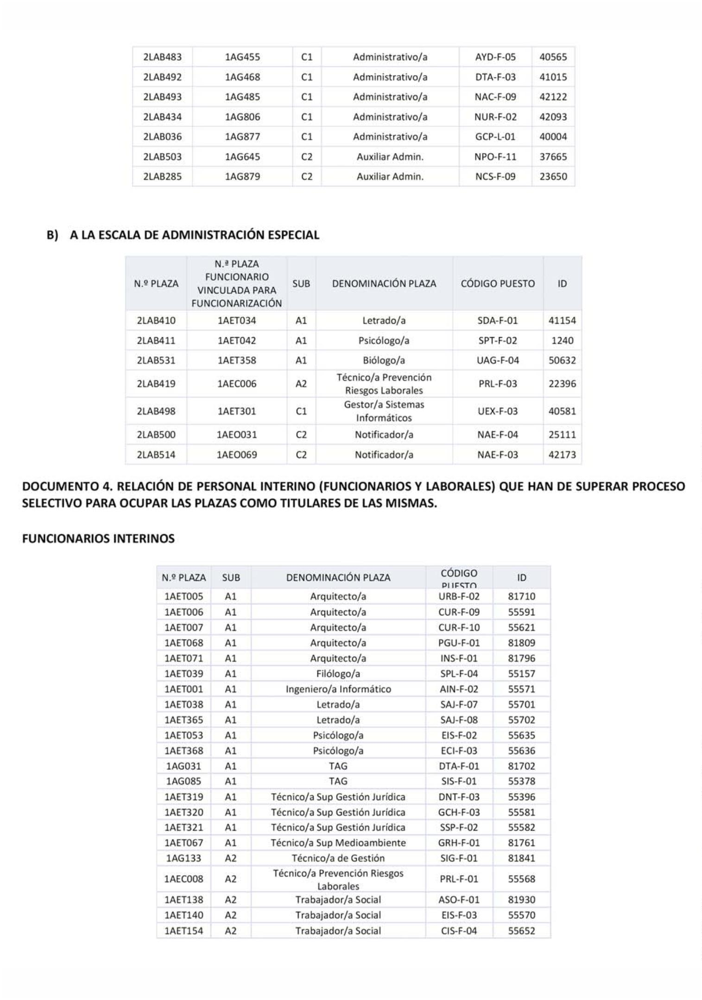 2LAB483 1AG455 C1 Administrativo/a AYD-F-05 40565
2LAB492 1AG468 C1 Administrativo/a DTA-F-03 41015
2LAB493 1AG485 C1 Administrativo/a NAC-F-09 42122
2LAB434 1AG806 C1 Administrativo/a NUR-F-02 42093
2LAB036 1AG877 C1 Administrativo/a GCP-L-01 40004
2LAB503 1AG645 C2 Auxiliar Admin. NPO-F-11 37665
2LAB285 1AG879 C2 Auxiliar Admin. NCS-F-09 23650
B) A LA ESCALA DE ADMINISTRACIÓN ESPECIAL
N.º PLAZA
N.ª PLAZA
FUNCIONARIO
VINCULADA PARA
FUNCIONARIZACIÓN
SUB DENOMINACIÓN PLAZA CÓDIGO PUESTO ID
2LAB410 1AET034 A1 Letrado/a SDA-F-01 41154
2LAB411 1AET042 A1 Psicólogo/a SPT-F-02 1240
2LAB531 1AET358 A1 Biólogo/a UAG-F-04 50632
2LAB419 1AEC006 A2 Técnico/a Prevención
Riesgos Laborales PRL-F-03 22396
2LAB498 1AET301 C1 Gestor/a Sistemas
Informáticos UEX-F-03 40581
2LAB500 1AEO031 C2 Notificador/a NAE-F-04 25111
2LAB514 1AEO069 C2 Notificador/a NAE-F-03 42173
DOCUMENTO 4. RELACIÓN DE PERSONAL INTERINO (FUNCIONARIOS Y LABORALES) QUE HAN DE SUPERAR PROCESO
SELECTIVO PARA OCUPAR LAS PLAZAS COMO TITULARES DE LAS MISMAS.
FUNCIONARIOS INTERINOS
N.º PLAZA SUB DENOMINACIÓN PLAZA CÓDIGO
PUESTO ID
1AET005 A1 Arquitecto/a URB-F-02 81710
1AET006 A1 Arquitecto/a CUR-F-09 55591
1AET007 A1 Arquitecto/a CUR-F-10 55621
1AET068 A1 Arquitecto/a PGU-F-01 81809
1AET071 A1 Arquitecto/a INS-F-01 81796
1AET039 A1 Filólogo/a SPL-F-04 55157
1AET001 A1 Ingeniero/a Informático AIN-F-02 55571
1AET038 A1 Letrado/a SAJ-F-07 55701
1AET365 A1 Letrado/a SAJ-F-08 55702
1AET053 A1 Psicólogo/a EIS-F-02 55635
1AET368 A1 Psicólogo/a ECI-F-03 55636
1AG031 A1 TAG DTA-F-01 81702
1AG085 A1 TAG SIS-F-01 55378
1AET319 A1 Técnico/a Sup Gestión Jurídica DNT-F-03 55396
1AET320 A1 Técnico/a Sup Gestión Jurídica GCH-F-03 55581
1AET321 A1 Técnico/a Sup Gestión Jurídica SSP-F-02 55582
1AET067 A1 Técnico/a Sup Medioambiente GRH-F-01 81761
1AG133 A2 Técnico/a de Gestión SIG-F-01 81841
1AEC008 A2 Técnico/a Prevención Riesgos
Laborales PRL-F-01 55568
1AET138 A2 Trabajador/a Social ASO-F-01 81930
1AET140 A2 Trabajador/a Social EIS-F-03 55570
1AET154 A2 Trabajador/a Social CIS-F-04 55652